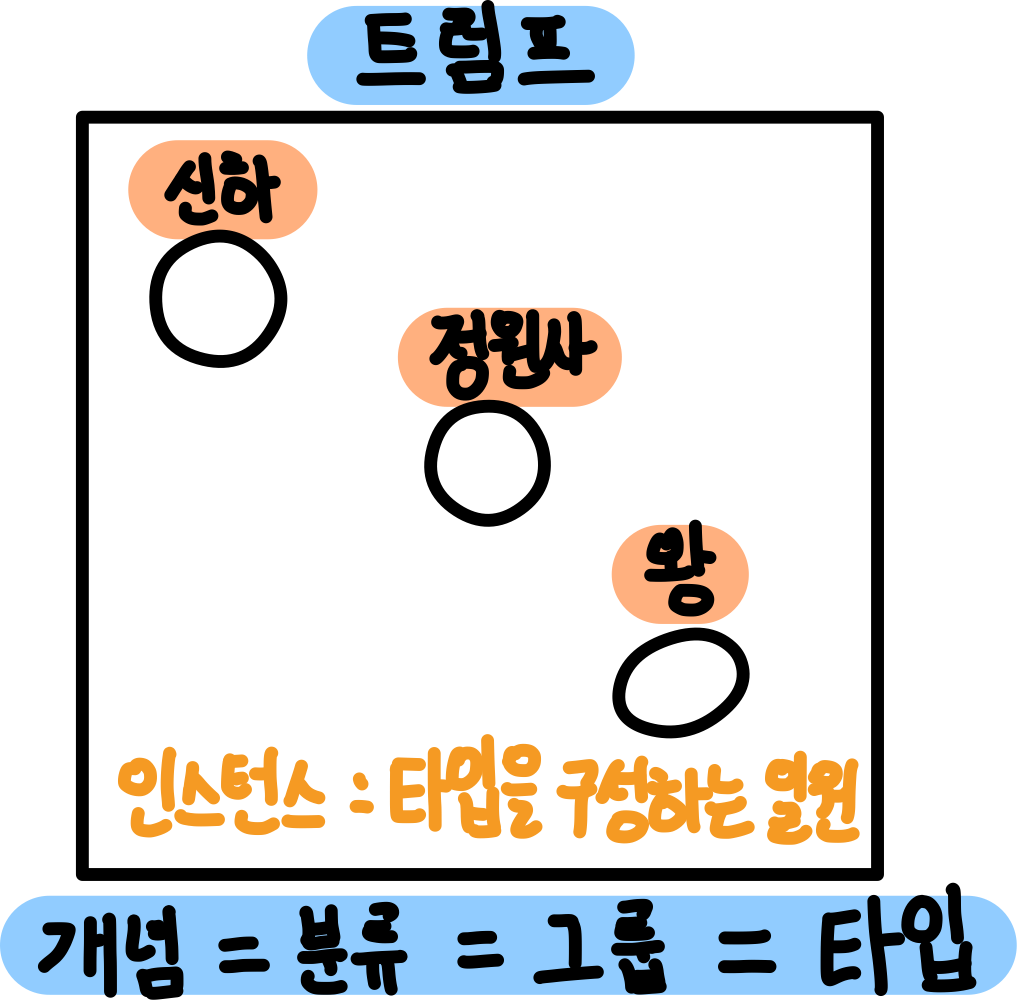 트럼프
신하
정원사
왕
인스턴스 : 타입을 구성하는 일원
개념 = 분류 = 그룹 = 타입